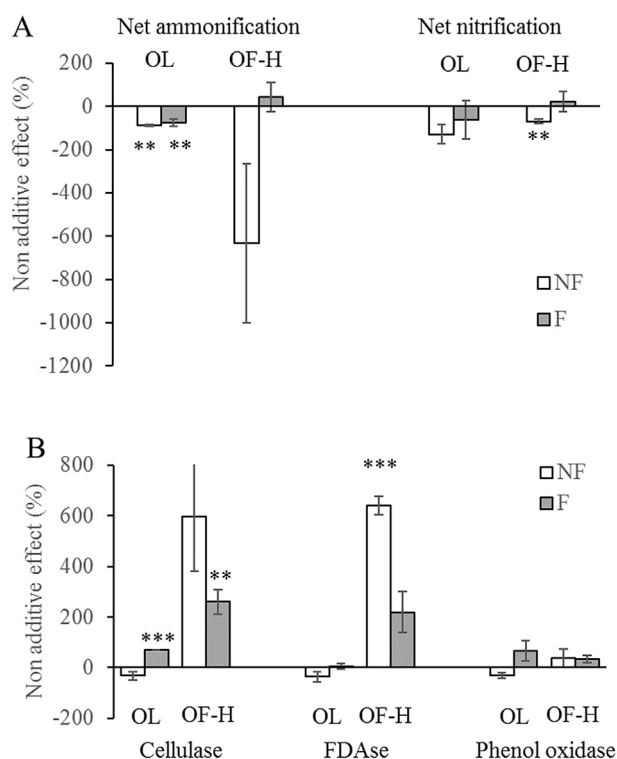 A
Net ammonification Net nitrification
OL OF-H OL OF-H
Non additive effect (%)
200
0
-200
-400
-600
-800
-1000
-1200
** ** **
NF
F
B
Non additive effect (%)
800
600
400
200
0
-200
*** ** ***
NF
F
OL OF-H OL OF-H OL OF-H
Cellulase FDAse Phenol oxidase